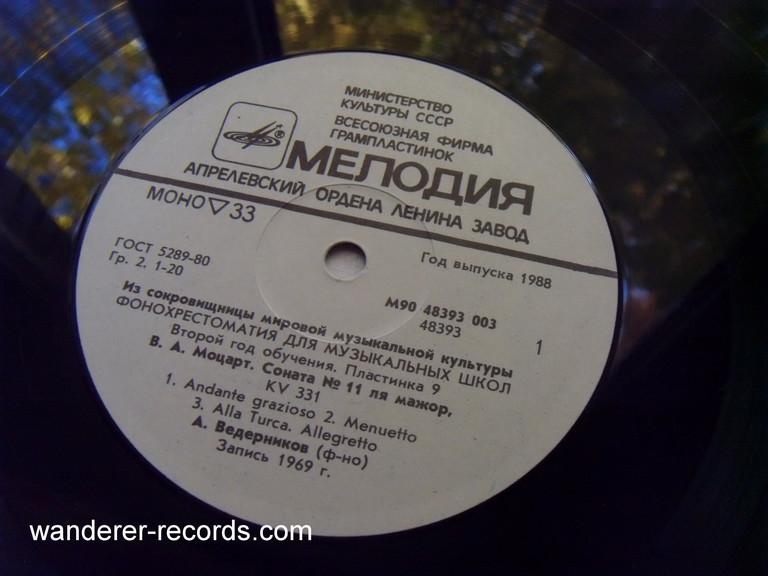 МИНИСТЕРСТВО
КУЛЬТУРЫ СССР
ВСЕСОЮЗНАЯ ФИРМА
ГРАМПЛАСТИНОК
®
МЕЛОДИЯ
АПРЕЛЕВСКИЙ ОРДЕНА ЛЕНИНА ЗАВОД
МОНО ▽ 33
ГОСТ 5289-80
Гр. 2. 1-20
Год выпуска 1988
М90 48393 003
48393
1
Из сокровищницы мировой музыкальной культуры
ФОНОХРЕСТОМАТИЯ ДЛЯ МУЗЫКАЛЬНЫХ ШКОЛ
Второй год обучения. Пластинка 9
В. А. Моцарт. Соната № 11 ля мажор,
KV 331
1. Andante grazioso 2. Menuetto
3. Alla Turca. Allegretto
А. Ведерников (ф-но)
Запись 1969 г.
wanderer-records.com